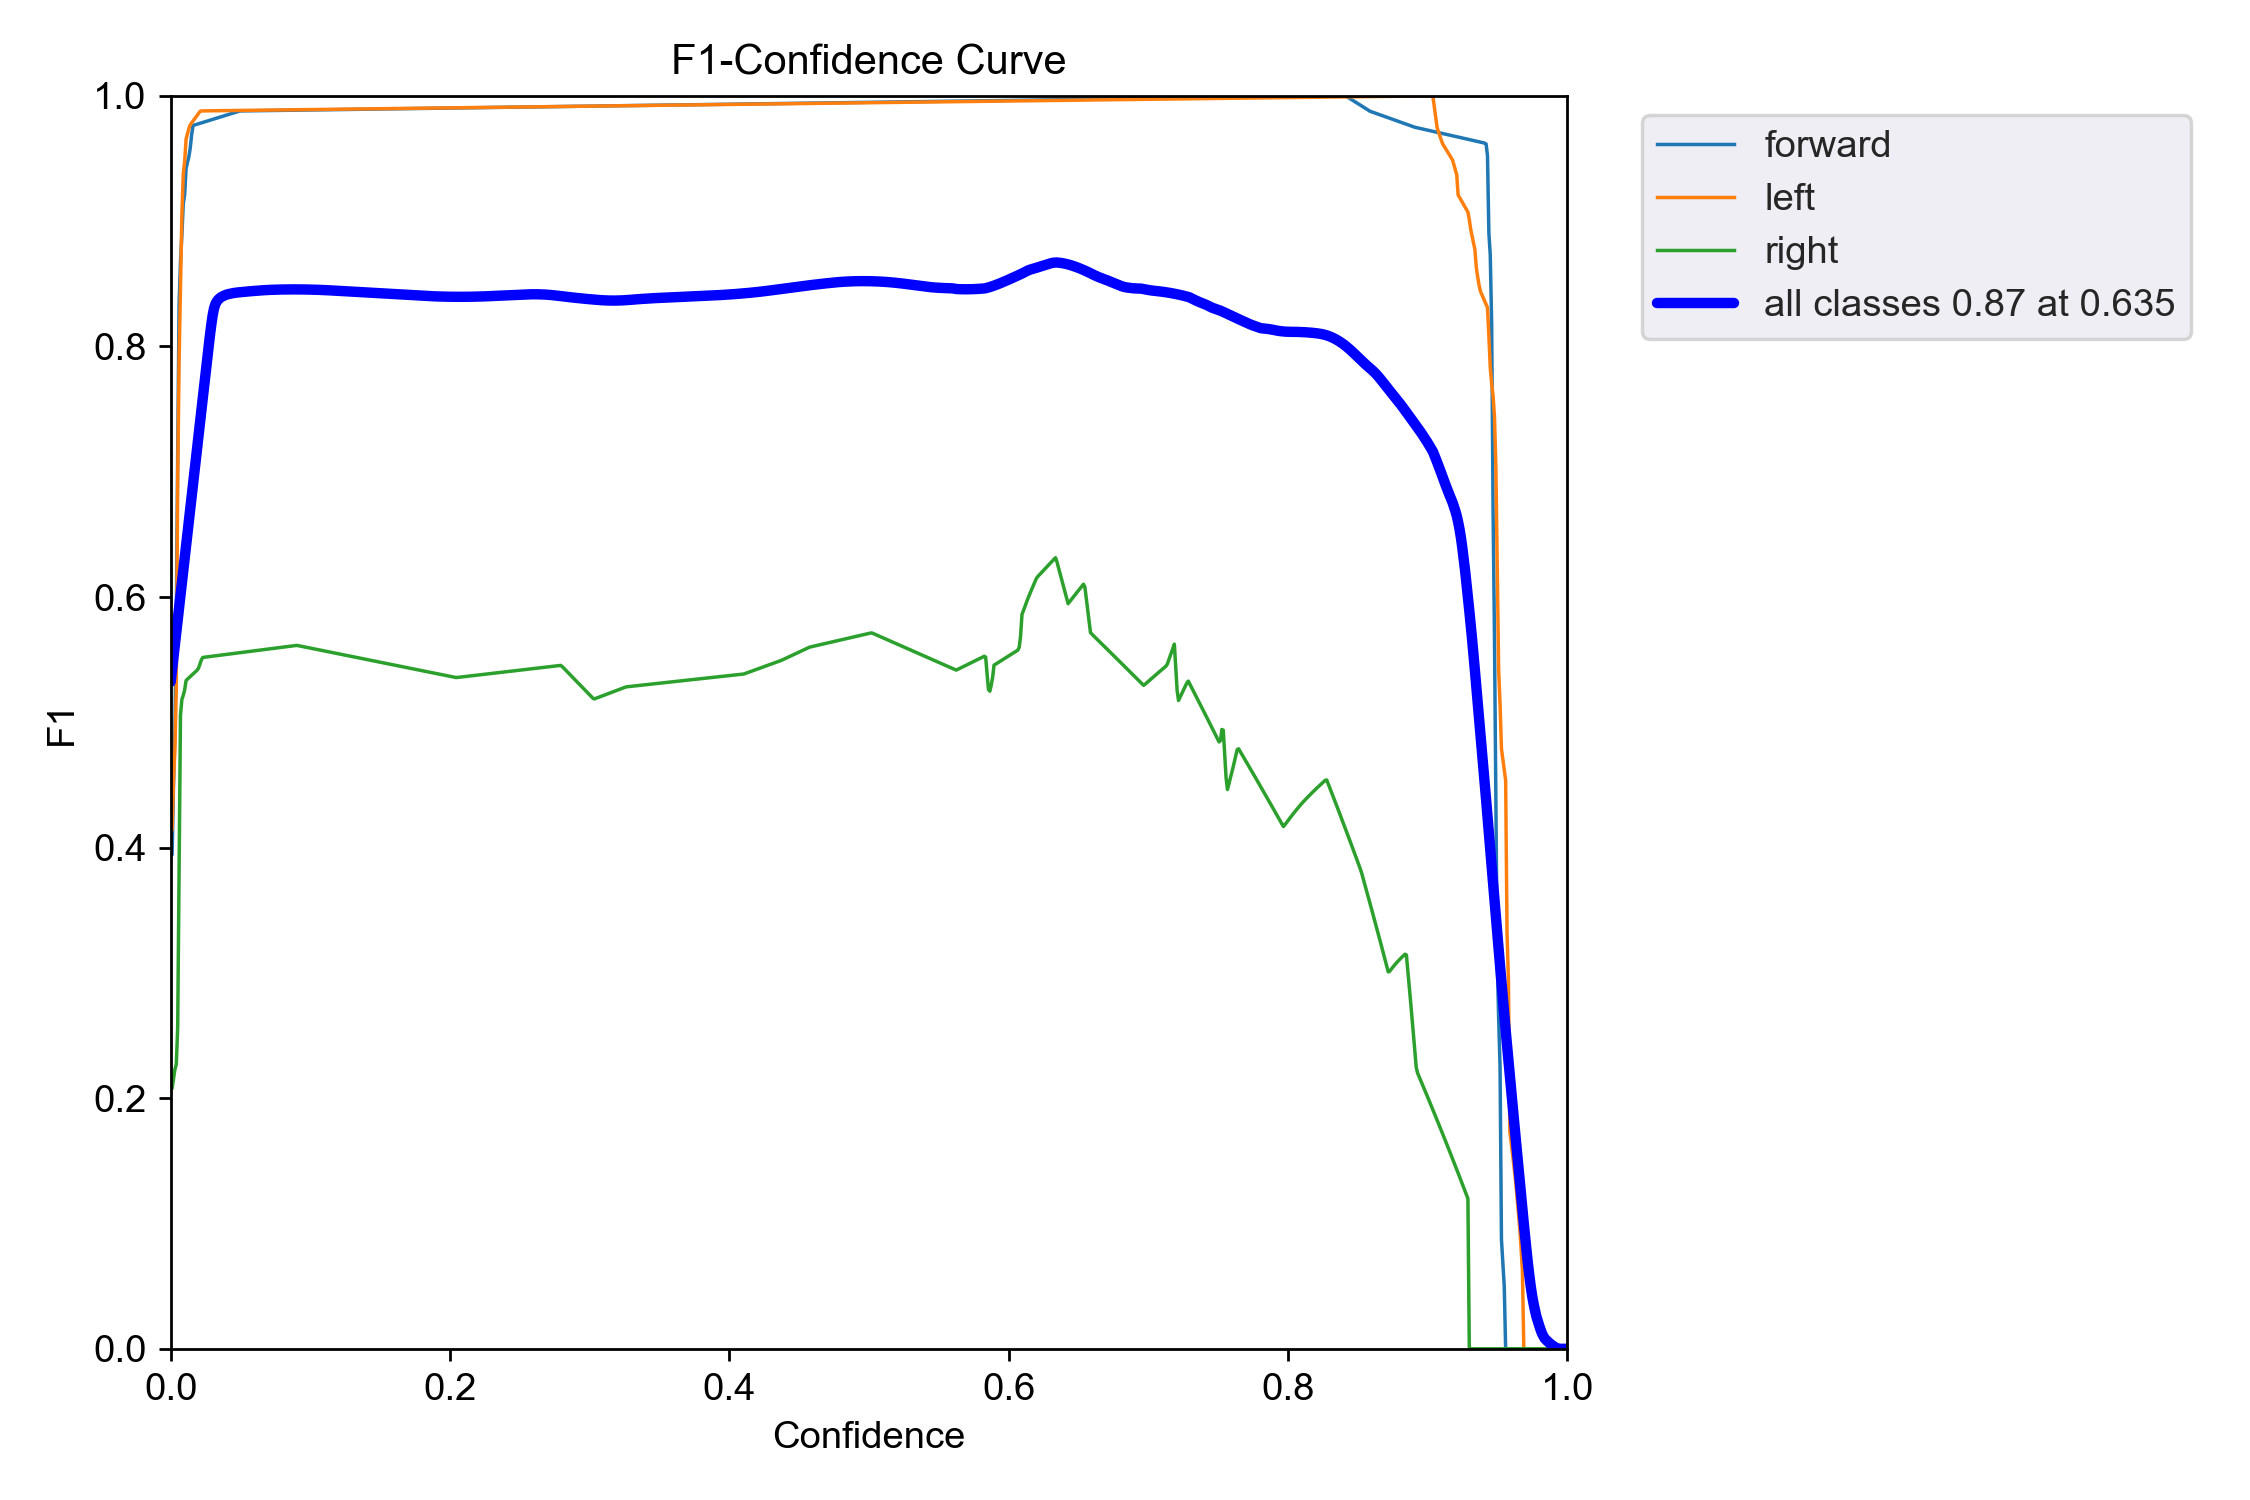 F1-Confidence Curve
1.0
0.8
0.6
0.4
0.2
0.0
F1
0.0 0.2 0.4 0.6 0.8 1.0
Confidence
forward
left
right
all classes 0.87 at 0.635